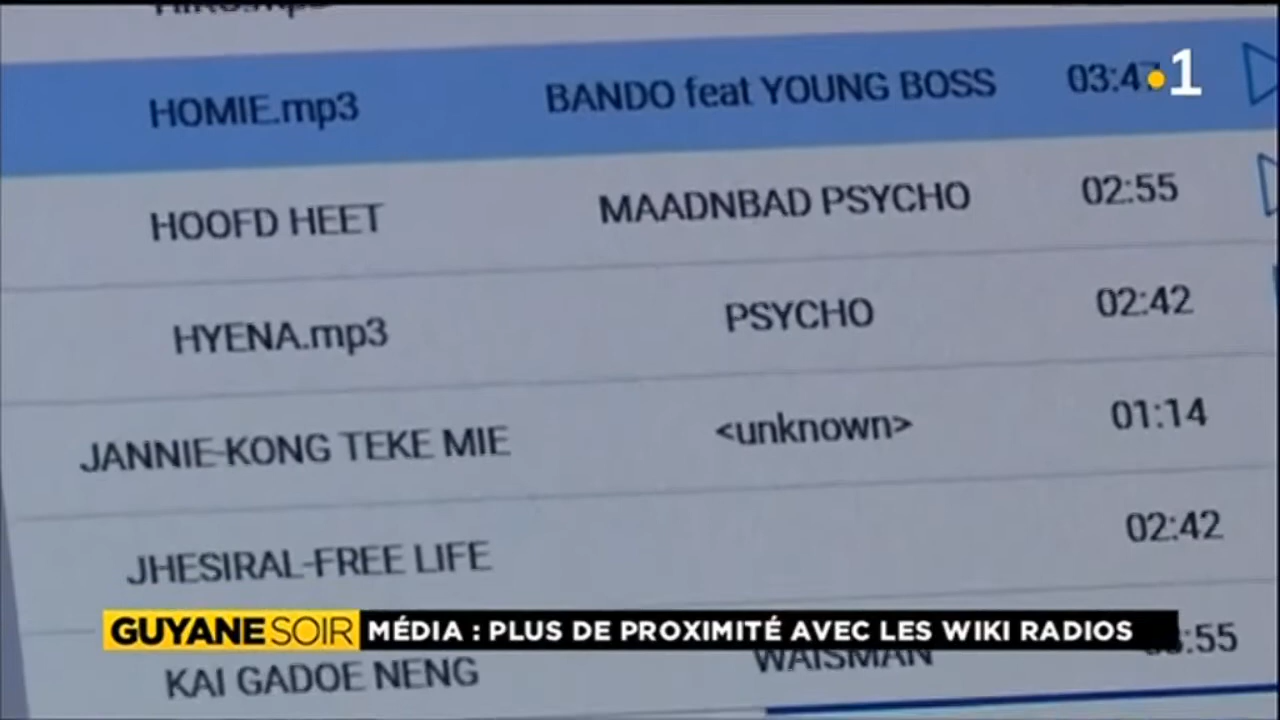 HOMIE.mp3 BANDO feat YOUNG BOSS
HOOFD HEET MAADNBAD PSYCHO 02:55
HYENA.mp3 PSYCHO 02:42
JANNIE-KONG TEKE MIE <unknown> 01:14
JHESIRAL-FREE LIFE 02:42
KAI GADOE NENG WAISMAN
1
GUYANE SOIR MÉDIA : PLUS DE PROXIMITÉ AVEC LES WIKI RADIOS